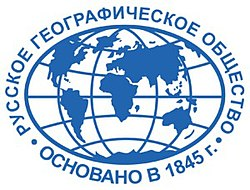 РУССКОЕ ГЕОГРАФИЧЕСКОЕ ОБЩЕСТВО
• ОСНОВАНО В 1845 г. •